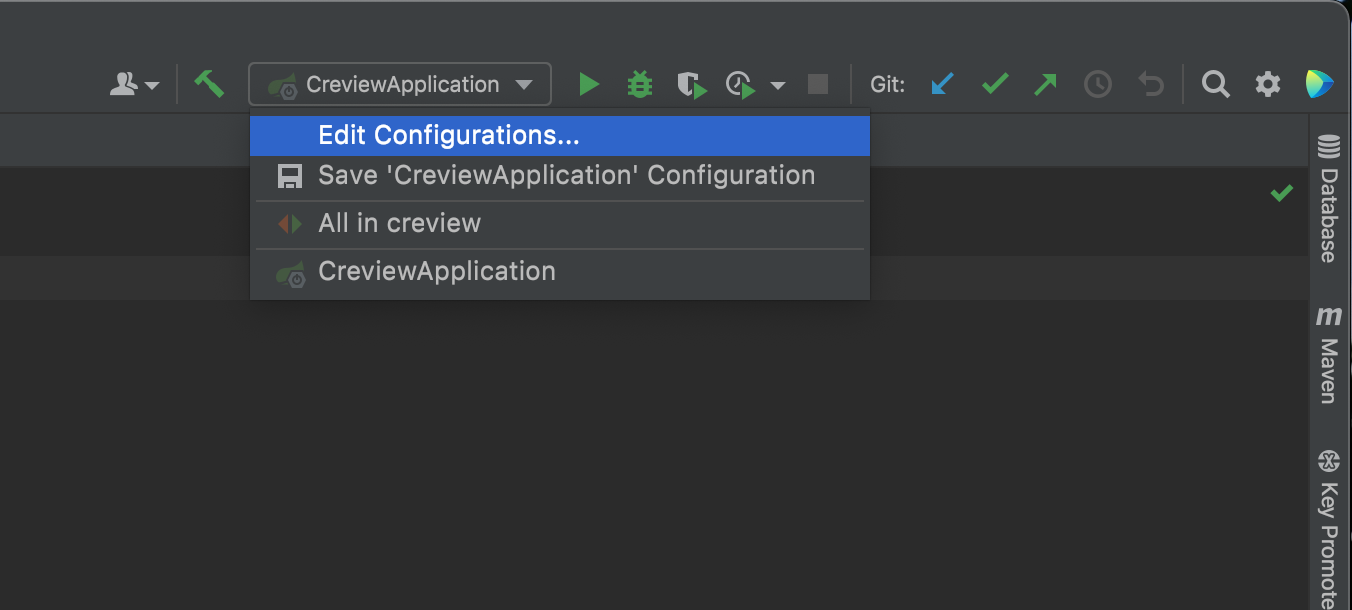 CreviewApplication
Git:
Edit Configurations...
Save 'CreviewApplication' Configuration
All in creview
CreviewApplication
Database
m
Maven
Key Promote